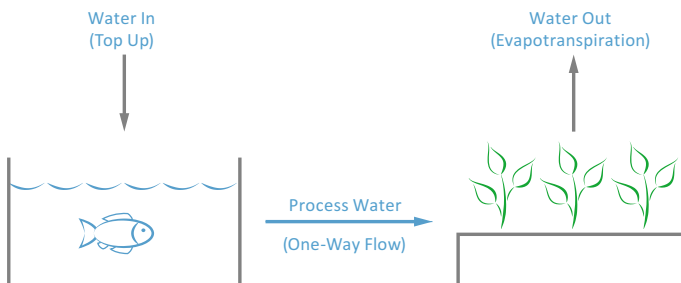 Water In
(Top Up)
Water Out
(Evapotranspiration)
Process Water
(One-Way Flow)